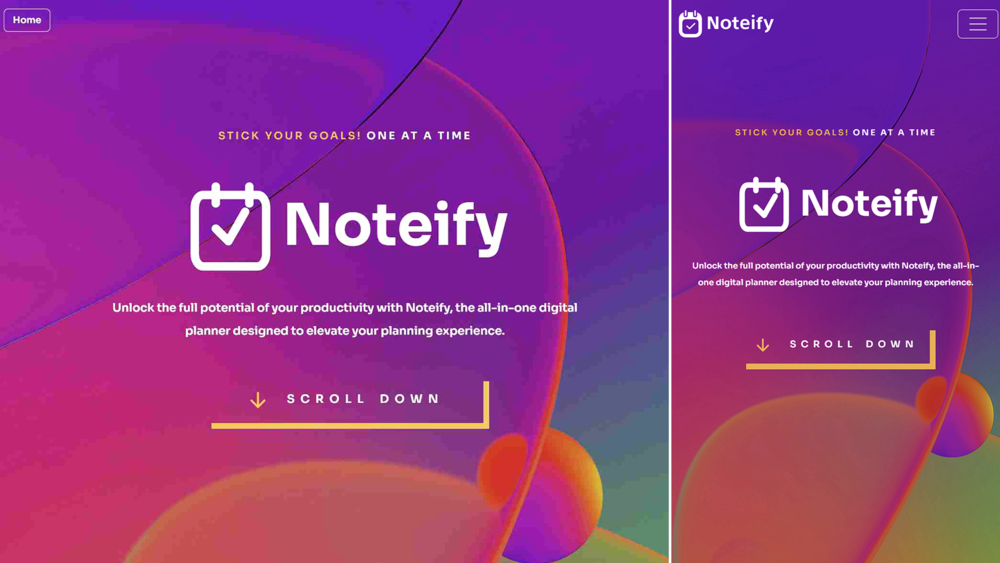 Home
STICK YOUR GOALS! ONE AT A TIME
Noteify
Unlock the full potential of your productivity with Noteify, the all-in-one digital
planner designed to elevate your planning experience.
SCROLL DOWN
Noteify
STICK YOUR GOALS! ONE AT A TIME
Noteify
Unlock the full potential of your productivity with Noteify, the all-in-
one digital planner designed to elevate your planning experience.
SCROLL DOWN